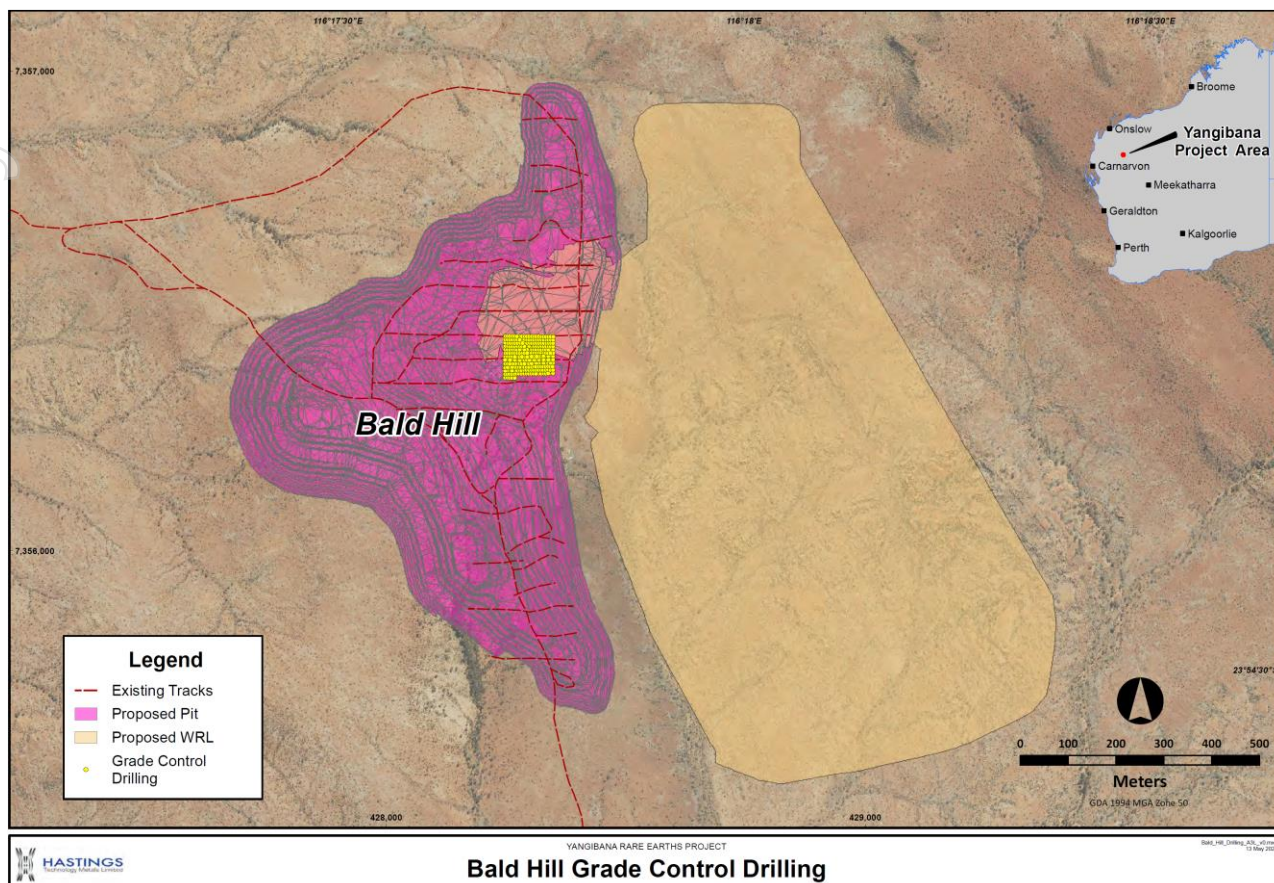 116°17'30"E
116°18'E
116°18'30"E
7,357,000
Broome
Onslow
Yangibana
Project Area
Carnarvon
Meekatharra
Geraldton
Kalgoorlie
Perth
Bald Hill
7,356,000
Legend
Existing Tracks
Proposed Pit
Proposed WRL
Grade Control
Drilling
23°54'30"S
0 100 200 300 400 500
Meters
GDA 1994 MGA Zone 50
428,000
429,000
HASTINGS
Technology Metals Limited
YANGIBANA RARE EARTHS PROJECT
Bald Hill Grade Control Drilling
13 May